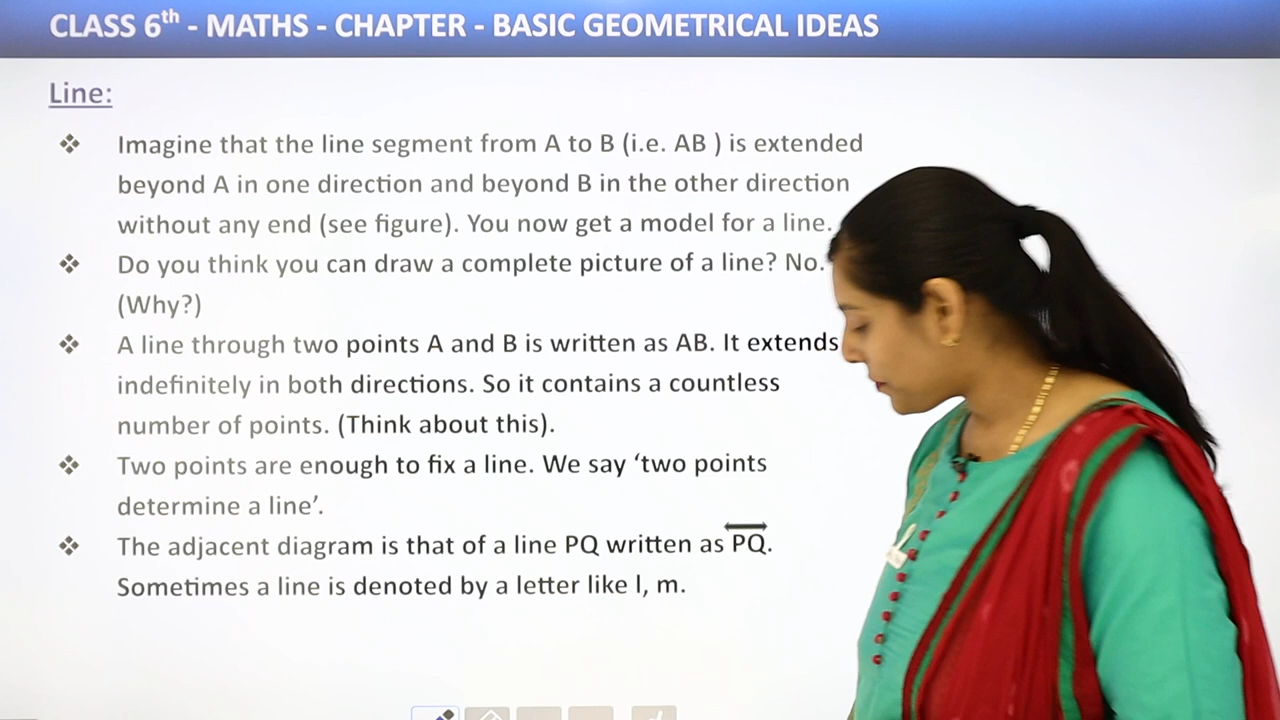 CLASS 6th - MATHS - CHAPTER - BASIC GEOMETRICAL IDEAS
Line:
❖ Imagine that the line segment from A to B (i.e. AB ) is extended
beyond A in one direction and beyond B in the other direction
without any end (see figure). You now get a model for a line.
❖ Do you think you can draw a complete picture of a line? No.
(Why?)
❖ A line through two points A and B is written as AB. It extends
indefinitely in both directions. So it contains a countless
number of points. (Think about this).
❖ Two points are enough to fix a line. We say ‘two points
determine a line’.
❖ The adjacent diagram is that of a line PQ written as PQ.
Sometimes a line is denoted by a letter like l, m.